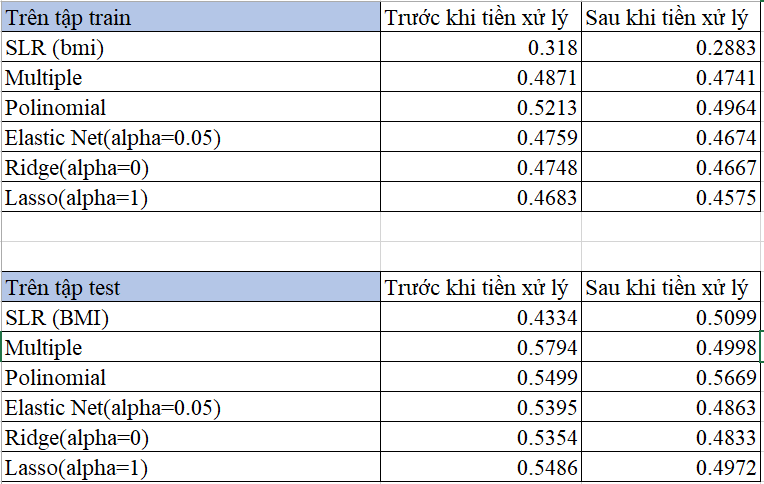 Trên tập train Trước khi tiền xử lý Sau khi tiền xử lý
SLR (bmi) 0.318 0.2883
Multiple 0.4871 0.4741
Polinomial 0.5213 0.4964
Elastic Net(alpha=0.05) 0.4759 0.4674
Ridge(alpha=0) 0.4748 0.4667
Lasso(alpha=1) 0.4683 0.4575
Trên tập test Trước khi tiền xử lý Sau khi tiền xử lý
SLR (BMI) 0.4334 0.5099
Multiple 0.5794 0.4998
Polinomial 0.5499 0.5669
Elastic Net(alpha=0.05) 0.5395 0.4863
Ridge(alpha=0) 0.5354 0.4833
Lasso(alpha=1) 0.5486 0.4972